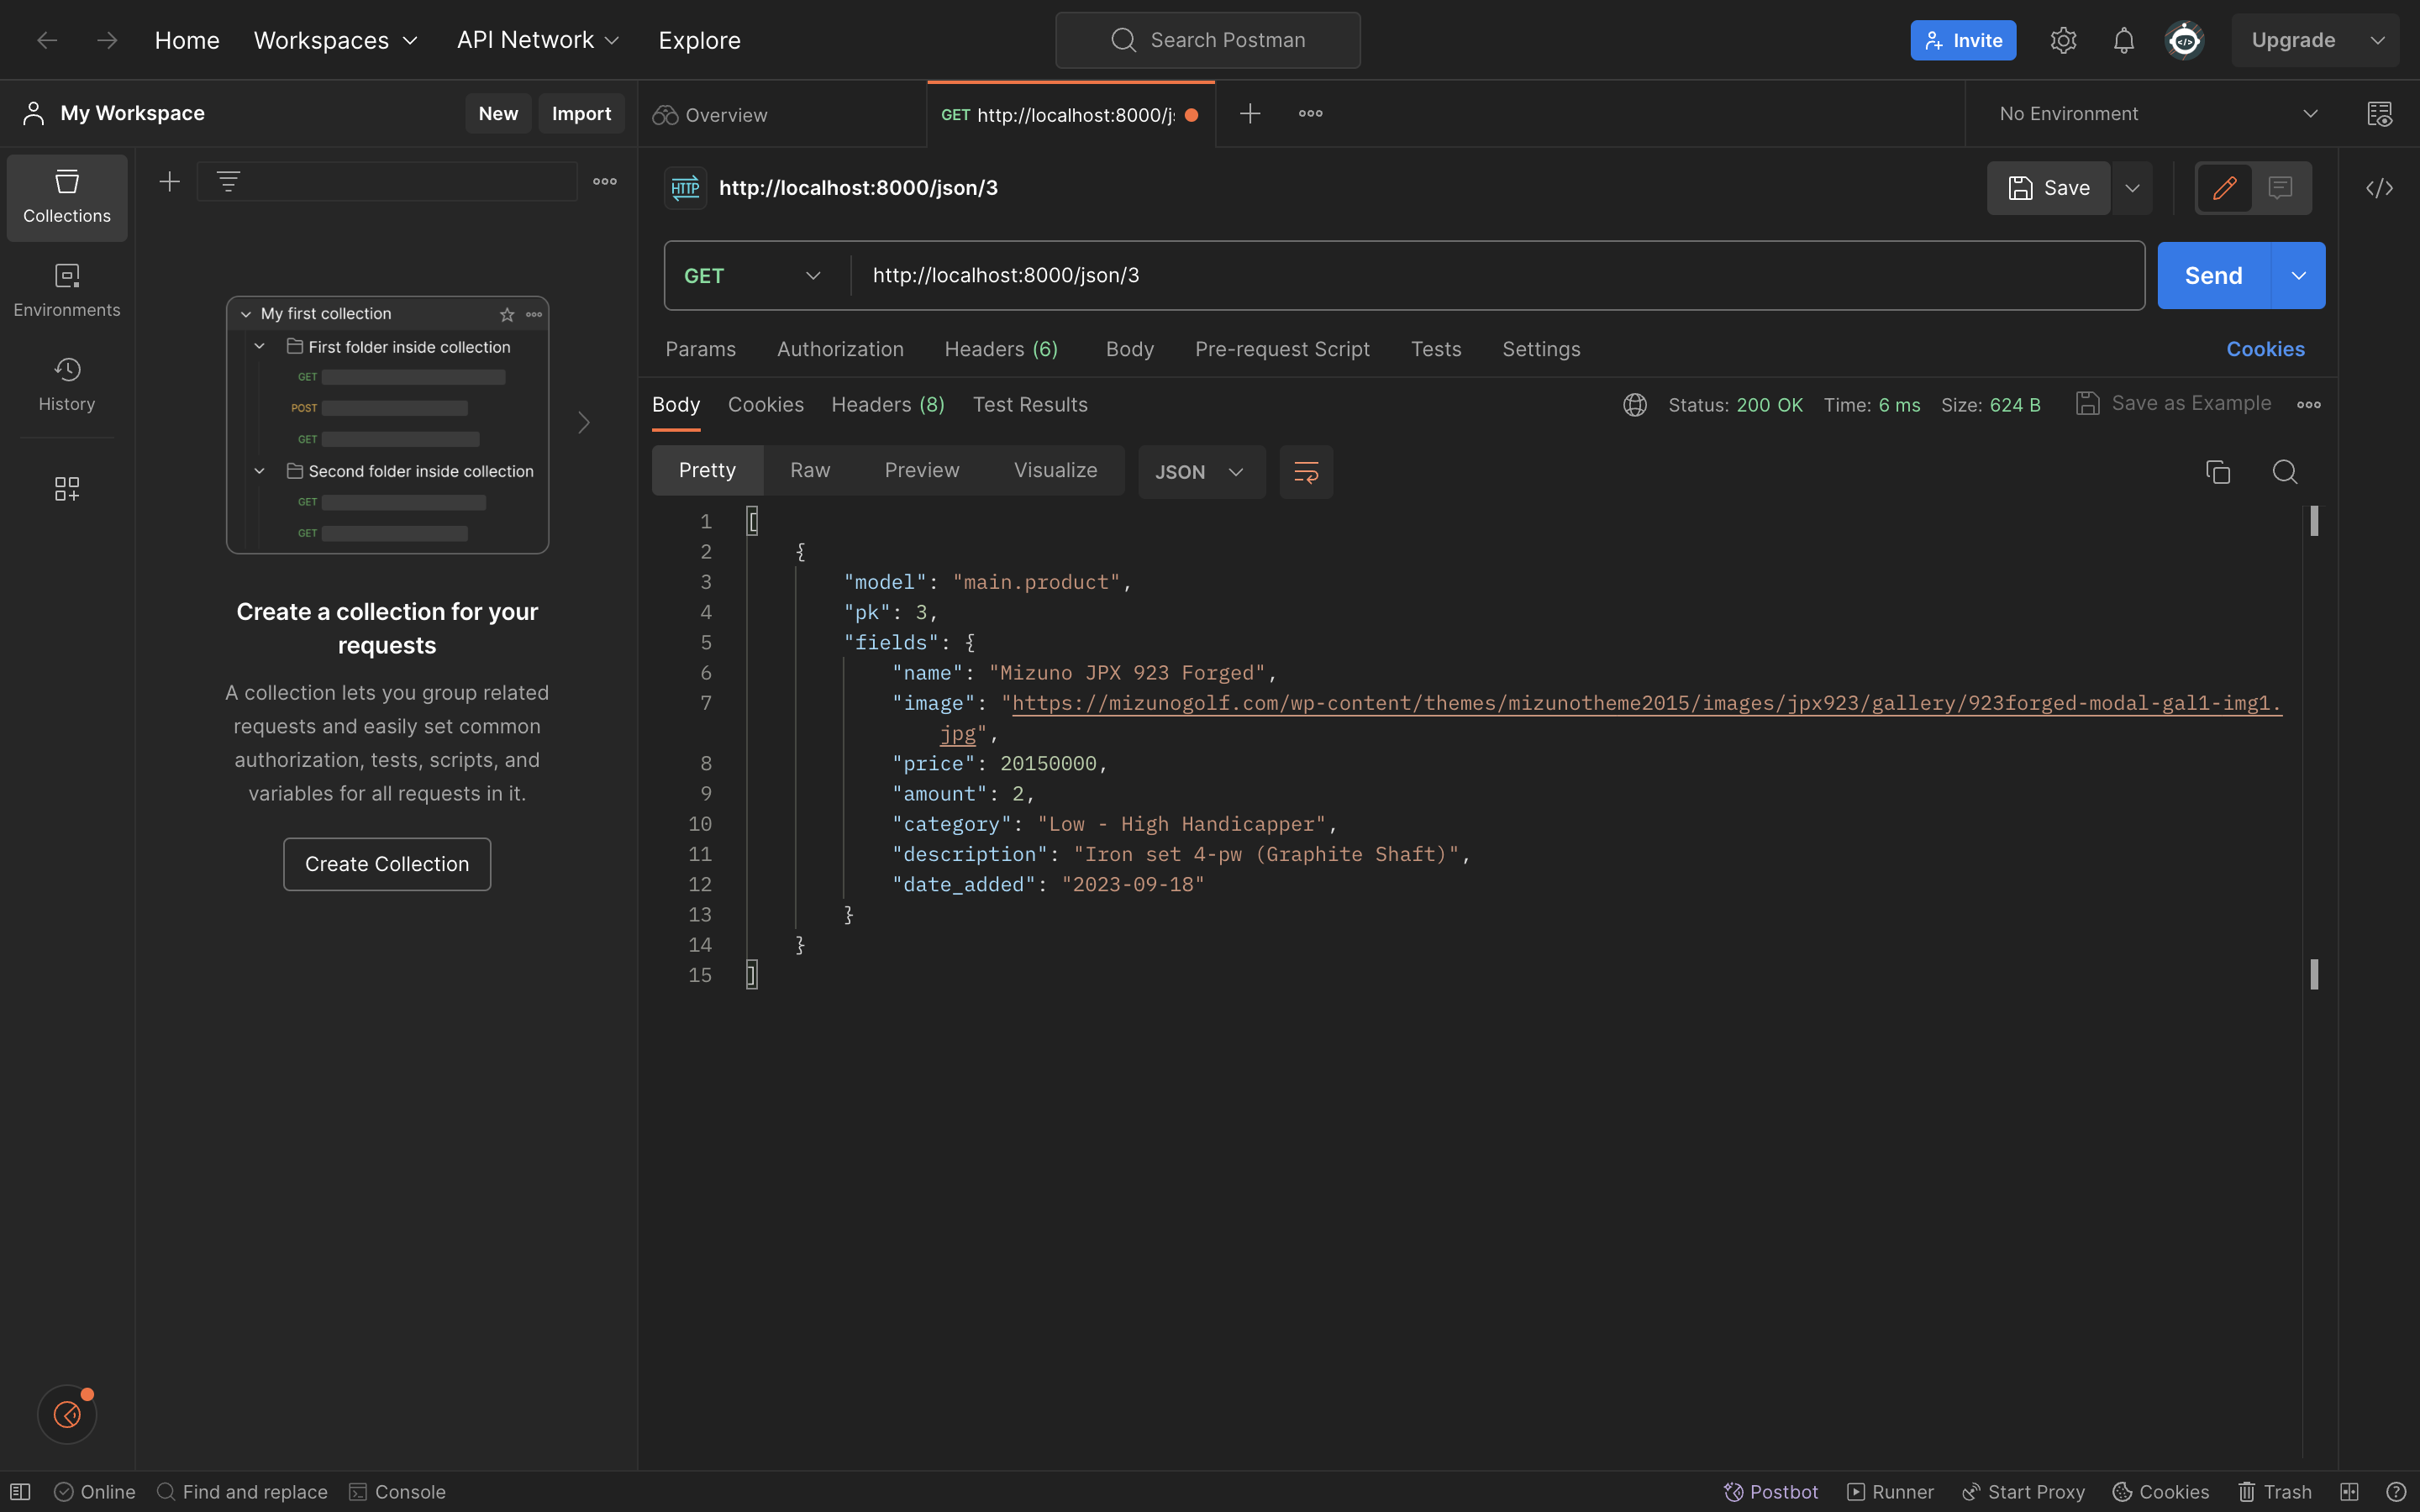 Home Workspaces API Network Explore Search Postman Invite Upgrade
My Workspace New Import
Overview GET http://localhost:8000/j No Environment
Collections
Environments
History
My first collection
First folder inside collection
GET
POST
GET
Second folder inside collection
GET
GET
Create a collection for your
requests
A collection lets you group related
requests and easily set common
authorization, tests, scripts, and
variables for all requests in it.
Create Collection
HTTP http://localhost:8000/json/3 Save
GET http://localhost:8000/json/3 Send
Params Authorization Headers (6) Body Pre-request Script Tests Settings Cookies
Body Cookies Headers (8) Test Results Status: 200 OK Time: 6 ms Size: 624 B Save as Example
Pretty Raw Preview Visualize JSON
1 [
2 {
3 "model": "main.product",
4 "pk": 3,
5 "fields": {
6 "name": "Mizuno JPX 923 Forged",
7 "image": "https://mizunogolf.com/wp-content/themes/mizunotheme2015/images/jpx923/gallery/923forged-modal-gal1-img1.
jpg",
8 "price": 20150000,
9 "amount": 2,
10 "category": "Low - High Handicapper",
11 "description": "Iron set 4-pw (Graphite Shaft)",
12 "date_added": "2023-09-18"
13 }
14 }
15 ]
Online Find and replace Console Postbot Runner Start Proxy Cookies Trash